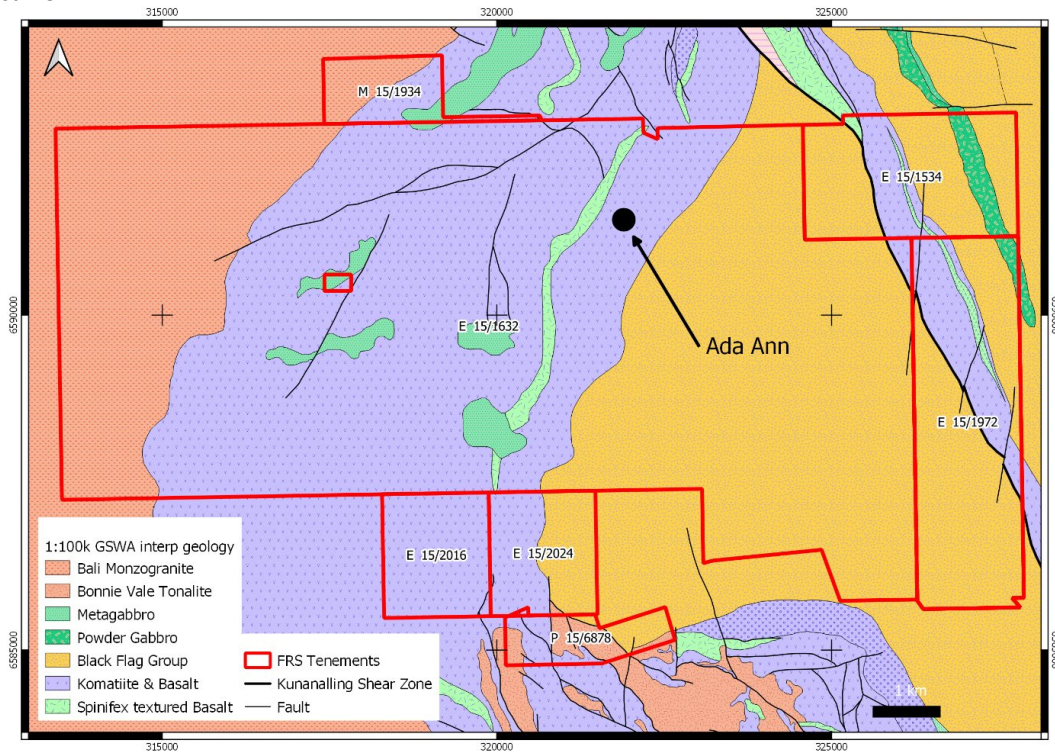 315000 320000 325000
M 15/1934
E 15/1534
6590000
E 15/1632
6590000
Ada Ann
E 15/1972
1:100k GSWA interp geology
Bali Monzogranite
Bonnie Vale Tonalite
Metagabbro
Powder Gabbro
Black Flag Group
Komatiite & Basalt
Spinifex textured Basalt
FRS Tenements
Kunanalling Shear Zone
Fault
E 15/2016
E 15/2024
P 15/6878
6585000
6585000
1 km
315000 320000 325000